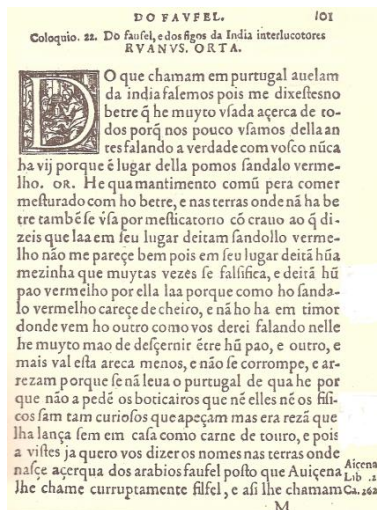 DO FAVFEL. 101
Coloquio. 22. Do faufel, e dos figos da India interlucotores
RVANVS. ORTA.
DO que chamam em purtugal auelam
da india falemos pois me dixeſtesno
betre q̃ he muyto vſada açerca de to-
dos porq̃ nos pouco vſamos della an
tes falando a verdade com voſco nũca
ha vij porque é lugar della pomos ſandalo verme-
lho. OR. He qua mantimento comũ pera comer
meſturado com ho betre, e nas terras onde nã ha be
tre tambẽ ſe vſa por meſticatorio cõ crauo ao q̃ di-
zeis que laa em ſeu lugar deitam ſandollo verme-
lho não me pareçe bem pois em ſeu lugar deitã hũa
mezinha que muytas vezes ſe falſifica, e deitã hũ
pao vermelho por ella laa porque como ho ſanda-
lo vermelho careçe de cheiro, e nã ho ha em timor
donde vem ho outro como vos derei falando nelle
he muyto mao de deſçernir ẽtre hũ pao, e outro, e
mais val eſta areca menos, e não ſe corrompe, e ar-
rezam porque ſe nã leua o purtugal de qua he por
que não a pedẽ os boticairos que nẽ elles nẽ os fiſi-
cos ſam tam curioſos que apeçam mas era rezã que
lha lança ſem em caſa como carne de touro, e pois
a viſtes ja quero vos dizer os nomes nas terras onde
naſçe açerqua dos arabios faufel poſto que Auiçena
lhe chame curruptamente filfel, e aſi lhe chamam
Aicena
Lib .2
Ca. 262
M